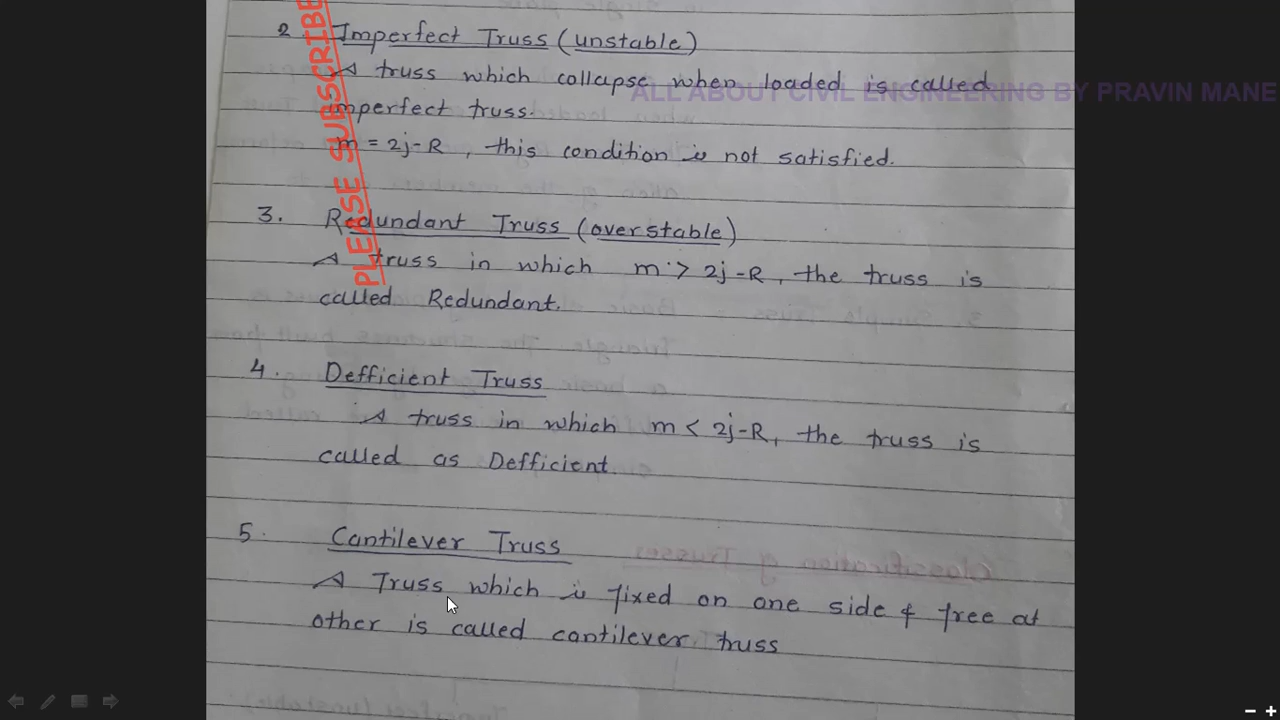 2. Imperfect Truss (unstable)
A truss which collapse when loaded is called
imperfect truss.
m = 2j-R, this condition is not satisfied.
3. Redundant Truss (overstable)
A truss in which m > 2j-R, the truss is
called Redundant.
4. Defficient Truss
A truss in which m < 2j-R, the truss is
called as Defficient.
5. Cantilever Truss
A Truss which is fixed on one side & free at
other is called cantilever truss
PLEASE SUBSCRIBE
ALL ABOUT CIVIL ENGINEERING BY PRAVIN MANE